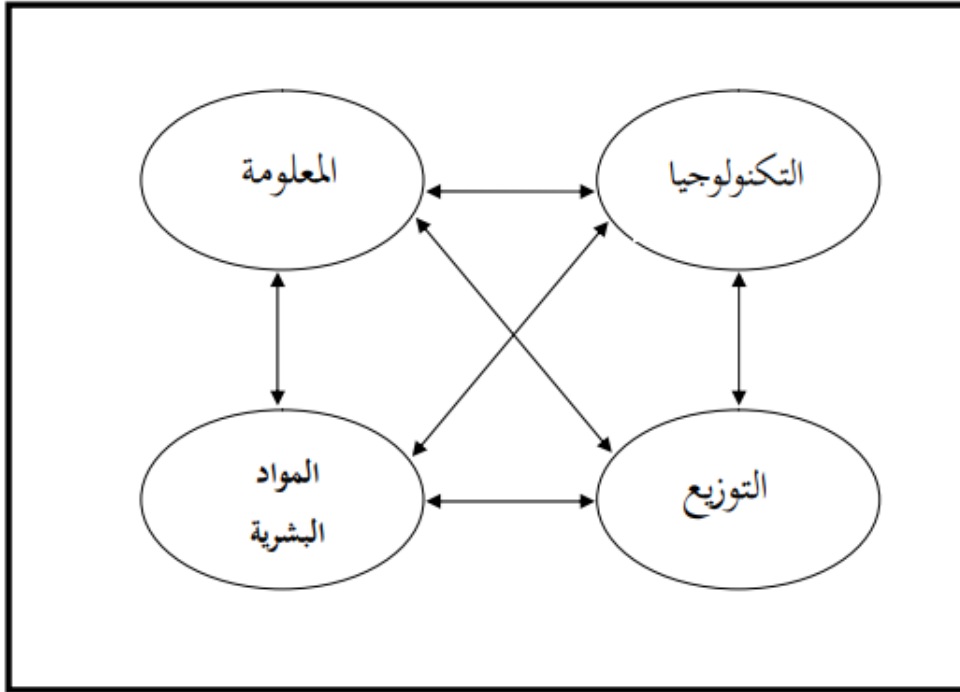 التكنولوجيا
المعلومة
التوزيع
المواد
البشرية